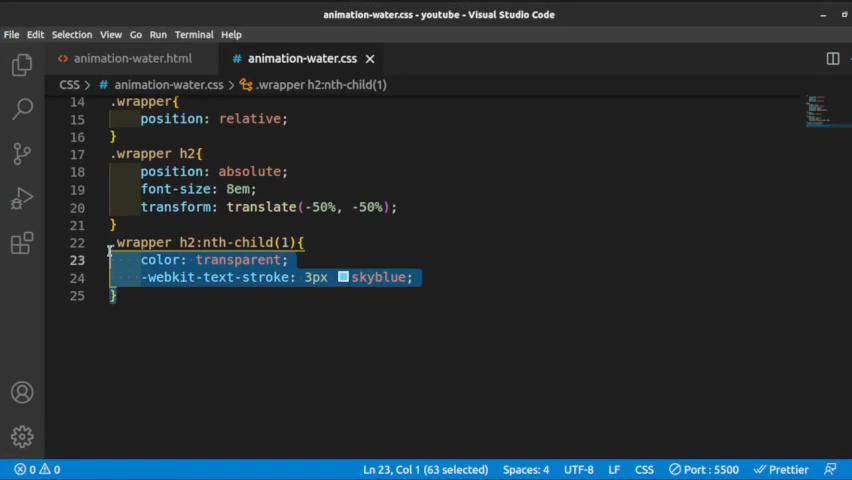 animation-water.css - youtube - Visual Studio Code
File Edit Selection View Go Run Terminal Help
<> animation-water.html # animation-water.css ×
CSS > # animation-water.css > .wrapper h2:nth-child(1)
14 .wrapper{
15 position: relative;
16 }
17 .wrapper h2{
18 position: absolute;
19 font-size: 8em;
20 transform: translate(-50%, -50%);
21 }
22 .wrapper h2:nth-child(1){
23 color: transparent;
24 -webkit-text-stroke: 3px skyblue;
25 }
0 0 Ln 23, Col 1 (63 selected) Spaces: 4 UTF-8 LF CSS Port : 5500 Prettier